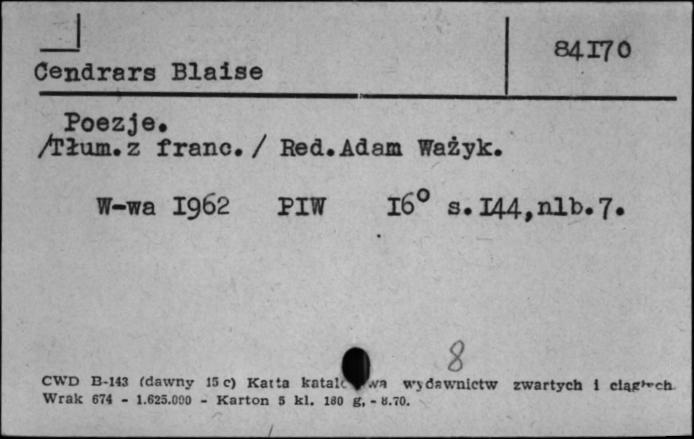 84170
Cendrars Blaise
Poezje.
/Tłum.z franc./ Red.Adam Ważyk.
W-wa 1962 PIW 16° s.144,nlb.7.
8
CWD B-143 (dawny 15 c) Karta wydawnictw zwartych i ciągłych
Wrak 674 - 1.625.000 - Karton 5 kl. 180 g, - 8.70.